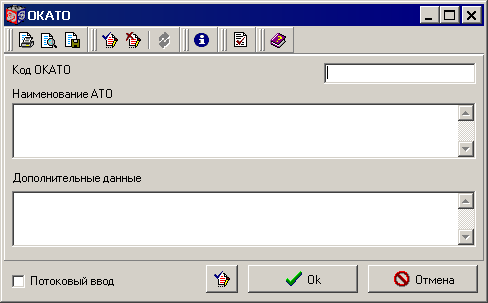 ОКАТО
Код ОКАТО
Наименование АТО
Дополнительные данные
Потоковый ввод
Ok
Отмена